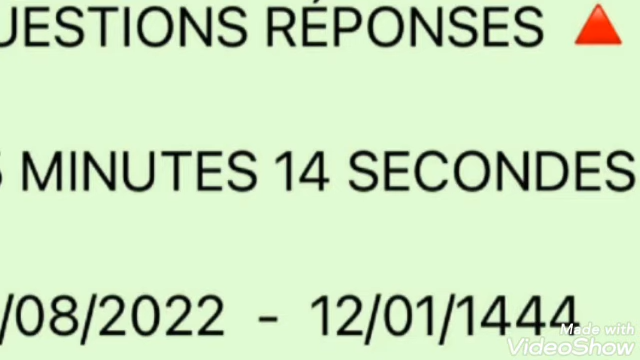 UESTIONS RÉPONSES 🔺
MINUTES 14 SECONDES
/08/2022 - 12/01/1444
Made with
VideoShow